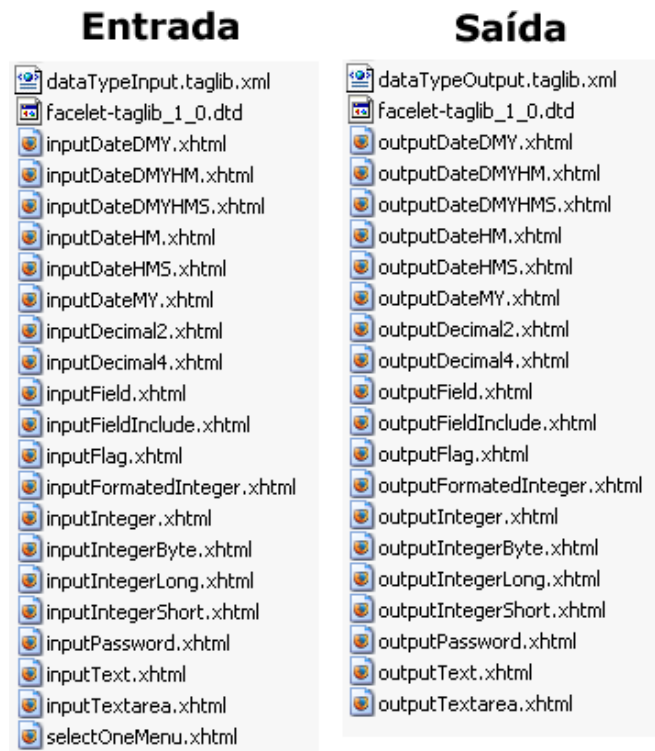 Entrada
dataTypeInput.taglib.xml
facelet-taglib_1_0.dtd
inputDateDMY.xhtml
inputDateDMYHM.xhtml
inputDateDMYHMS.xhtml
inputDateHM.xhtml
inputDateHMS.xhtml
inputDateMY.xhtml
inputDecimal2.xhtml
inputDecimal4.xhtml
inputField.xhtml
inputFieldInclude.xhtml
inputFlag.xhtml
inputFormatedInteger.xhtml
inputInteger.xhtml
inputIntegerByte.xhtml
inputIntegerLong.xhtml
inputIntegerShort.xhtml
inputPassword.xhtml
inputText.xhtml
inputTextarea.xhtml
selectOneMenu.xhtml
Saída
dataTypeOutput.taglib.xml
facelet-taglib_1_0.dtd
outputDateDMY.xhtml
outputDateDMYHM.xhtml
outputDateDMYHMS.xhtml
outputDateHM.xhtml
outputDateHMS.xhtml
outputDateMY.xhtml
outputDecimal2.xhtml
outputDecimal4.xhtml
outputField.xhtml
outputFieldInclude.xhtml
outputFlag.xhtml
outputFormatedInteger.xhtml
outputInteger.xhtml
outputIntegerByte.xhtml
outputIntegerLong.xhtml
outputIntegerShort.xhtml
outputPassword.xhtml
outputText.xhtml
outputTextarea.xhtml